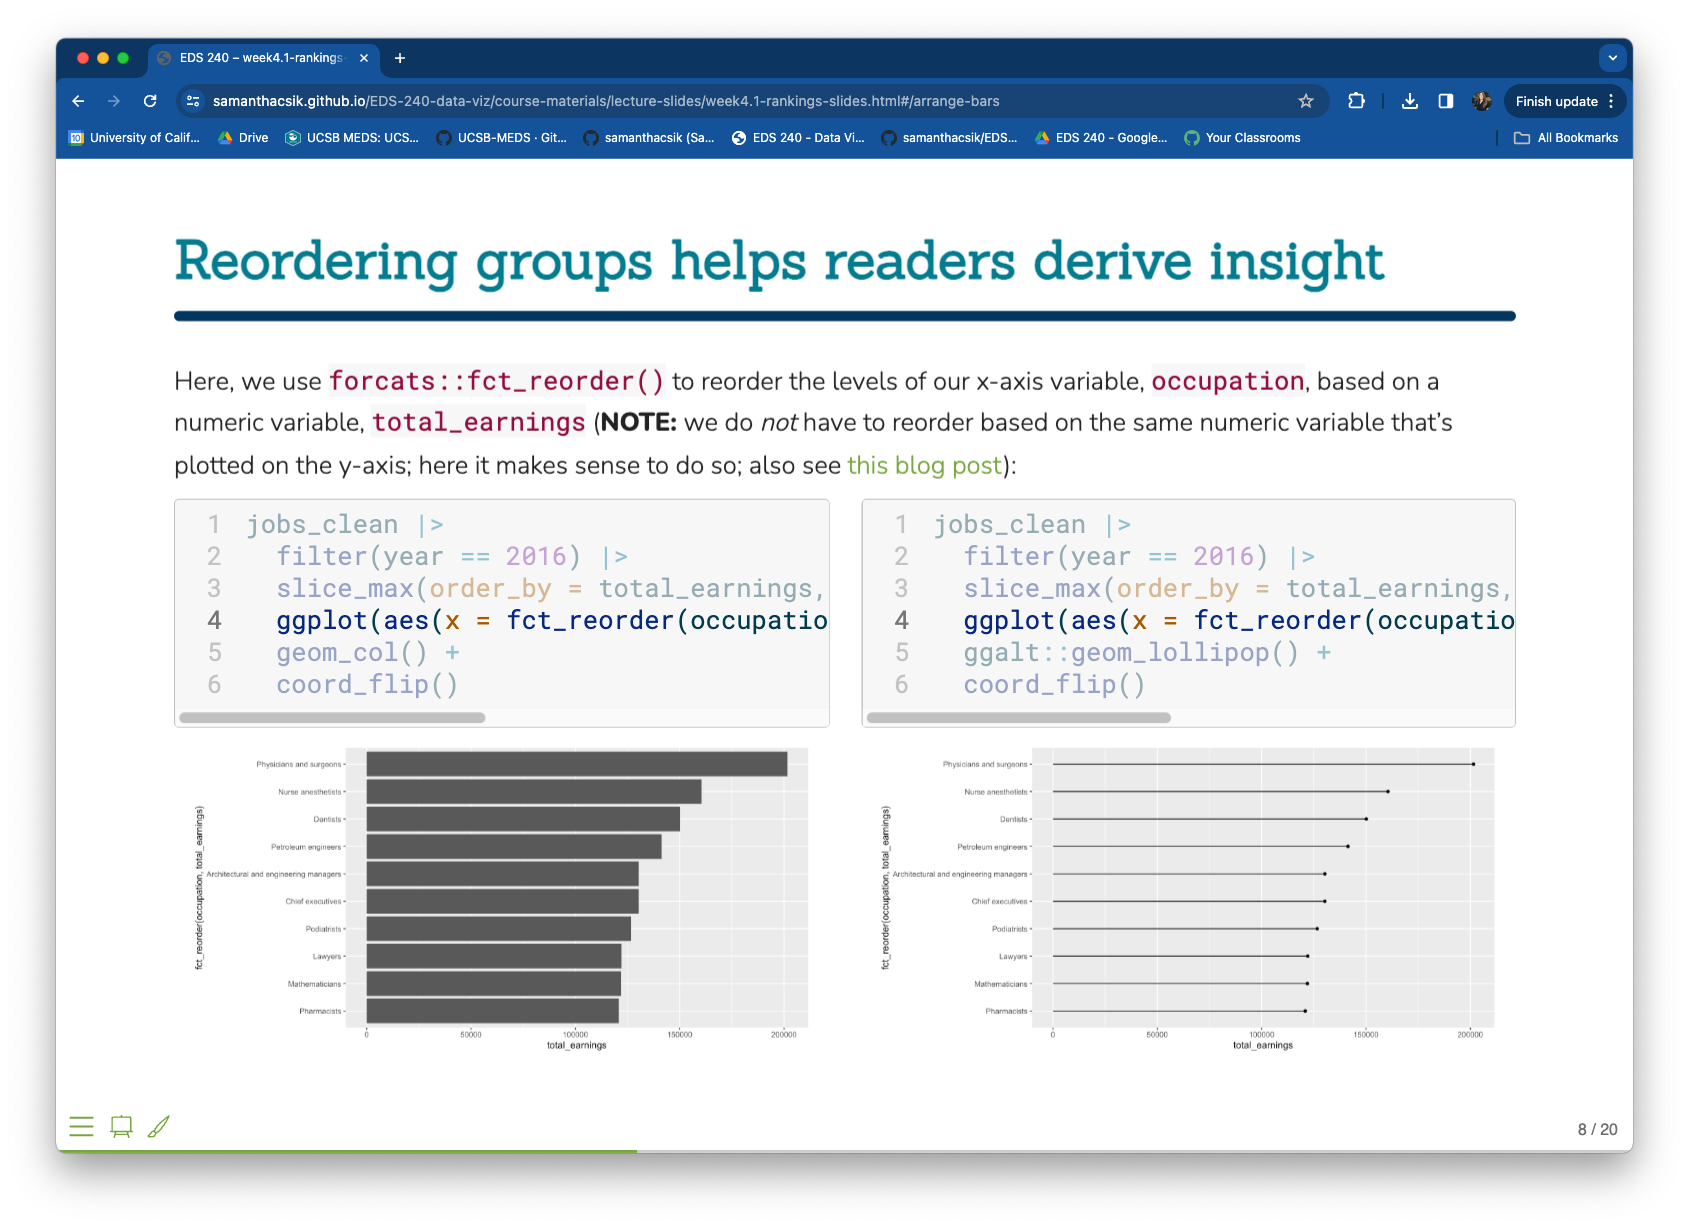 EDS 240 – week4.1-rankings-
samanthacsik.github.io/EDS-240-data-viz/course-materials/lecture-slides/week4.1-rankings-slides.html#/arrange-bars
Finish update
University of Calif...
Drive
UCSB MEDS: UCS...
UCSB-MEDS · Git...
samanthacsik (Sa...
EDS 240 - Data Vi...
samanthacsik/EDS...
EDS 240 - Google...
Your Classrooms
All Bookmarks
Reordering groups helps readers derive insight
Here, we use forcats::fct_reorder() to reorder the levels of our x-axis variable, occupation, based on a
numeric variable, total_earnings (NOTE: we do not have to reorder based on the same numeric variable that's
plotted on the y-axis; here it makes sense to do so; also see this blog post):
1 jobs_clean |>
2 filter(year == 2016) |>
3 slice_max(order_by = total_earnings,
4 ggplot(aes(x = fct_reorder(occupatio
5 geom_col() +
6 coord_flip()
1 jobs_clean |>
2 filter(year == 2016) |>
3 slice_max(order_by = total_earnings,
4 ggplot(aes(x = fct_reorder(occupatio
5 ggalt::geom_lollipop() +
6 coord_flip()
fct_reorder(occupation, total_earnings)
Physicians and surgeons
Nurse anesthetists
Dentists
Petroleum engineers
Architectural and engineering managers
Chief executives
Podiatrists
Lawyers
Mathematicians
Pharmacists
0 50000 100000 150000 200000
total_earnings
fct_reorder(occupation, total_earnings)
Physicians and surgeons
Nurse anesthetists
Dentists
Petroleum engineers
Architectural and engineering managers
Chief executives
Podiatrists
Lawyers
Mathematicians
Pharmacists
0 50000 100000 150000 200000
total_earnings
8 / 20